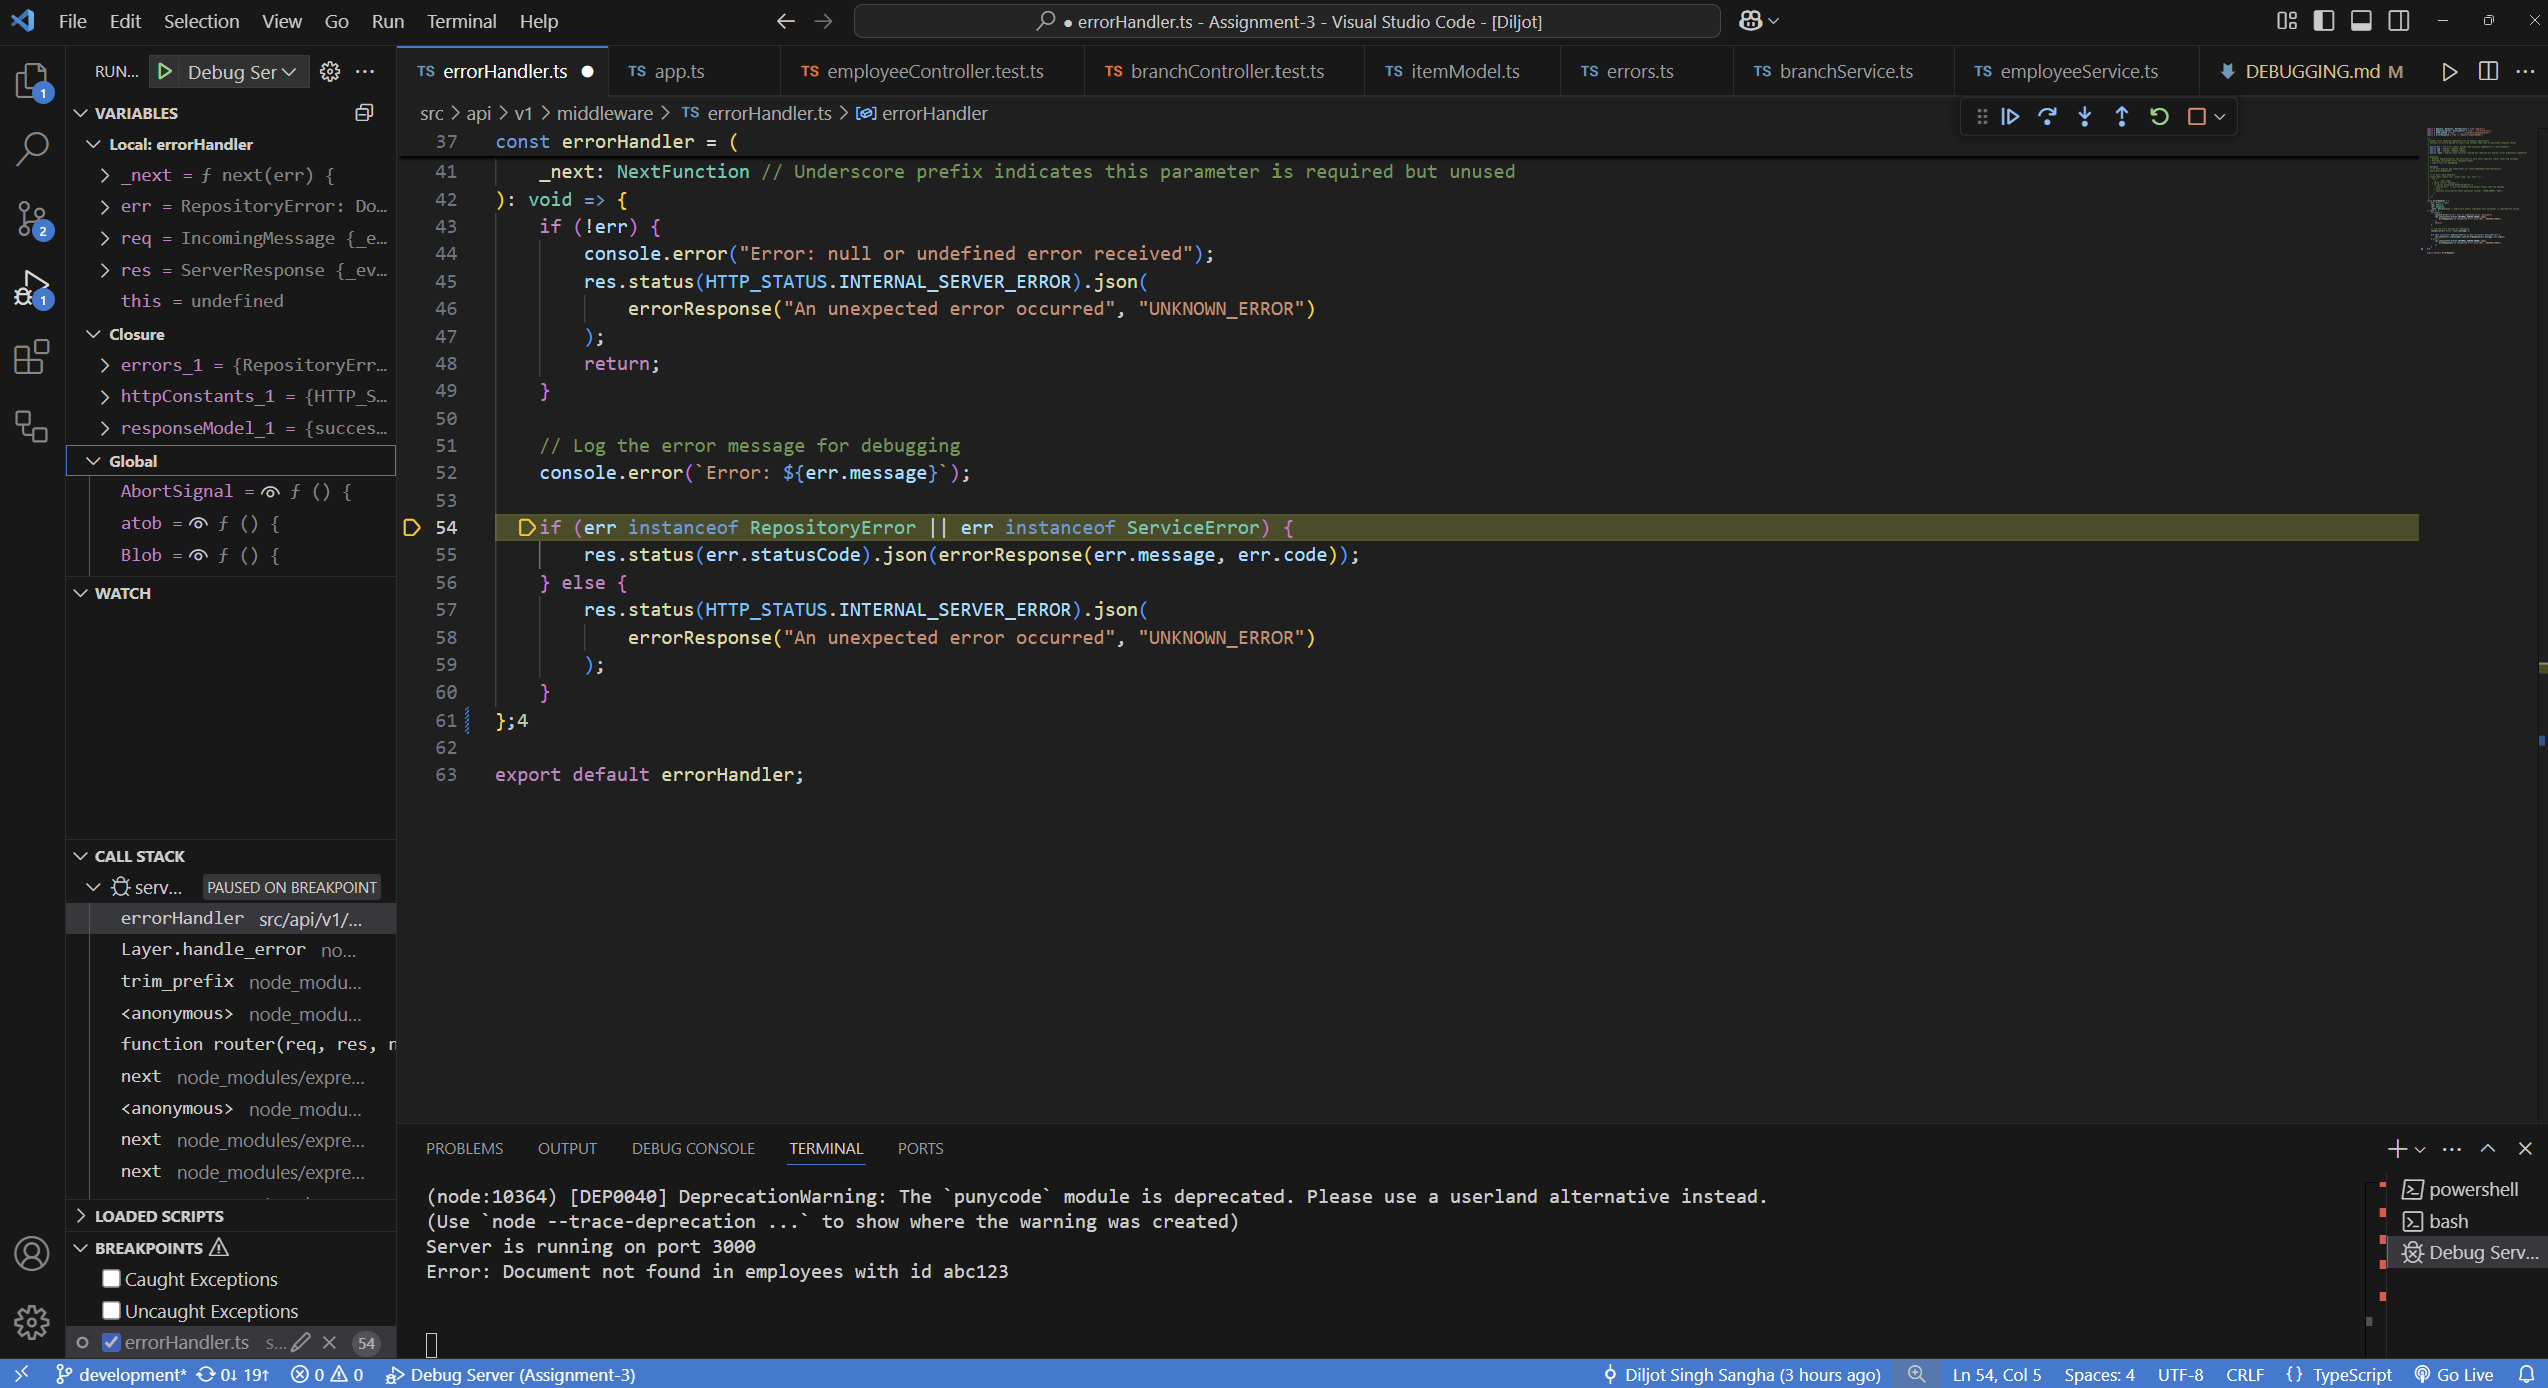 File Edit Selection View Go Run Terminal Help
● errorHandler.ts - Assignment-3 - Visual Studio Code - [Diljot]
RUN... Debug Ser
TS errorHandler.ts ●
TS app.ts
TS employeeController.test.ts
TS branchController.test.ts
TS itemModel.ts
TS errors.ts
TS branchService.ts
TS employeeService.ts
DEBUGGING.md M
VARIABLES
Local: errorHandler
_next = ƒ next(err) {
err = RepositoryError: Do...
req = IncomingMessage {_e...
res = ServerResponse {_ev...
this = undefined
Closure
errors_1 = {RepositoryErr...
httpConstants_1 = {HTTP_S...
responseModel_1 = {succes...
Global
AbortSignal = ƒ () {
atob = ƒ () {
Blob = ƒ () {
WATCH
CALL STACK
serv... PAUSED ON BREAKPOINT
errorHandler src/api/v1/...
Layer.handle_error no...
trim_prefix node_modu...
<anonymous> node_modu...
function router(req, res, n
next node_modules/expre...
<anonymous> node_modu...
next node_modules/expre...
next node_modules/expre...
LOADED SCRIPTS
BREAKPOINTS
Caught Exceptions
Uncaught Exceptions
errorHandler.ts s... 54
1
2
1
src > api > v1 > middleware > TS errorHandler.ts > errorHandler
37 const errorHandler = (
41 _next: NextFunction // Underscore prefix indicates this parameter is required but unused
42 ): void => {
43 if (!err) {
44 console.error("Error: null or undefined error received");
45 res.status(HTTP_STATUS.INTERNAL_SERVER_ERROR).json(
46 errorResponse("An unexpected error occurred", "UNKNOWN_ERROR")
47 );
48 return;
49 }
50
51 // Log the error message for debugging
52 console.error(`Error: ${err.message}`);
53
54 if (err instanceof RepositoryError || err instanceof ServiceError) {
55 res.status(err.statusCode).json(errorResponse(err.message, err.code));
56 } else {
57 res.status(HTTP_STATUS.INTERNAL_SERVER_ERROR).json(
58 errorResponse("An unexpected error occurred", "UNKNOWN_ERROR")
59 );
60 }
61 };4
62
63 export default errorHandler;
PROBLEMS OUTPUT DEBUG CONSOLE TERMINAL PORTS
(node:10364) [DEP0040] DeprecationWarning: The `punycode` module is deprecated. Please use a userland alternative instead.
(Use `node --trace-deprecation ...` to show where the warning was created)
Server is running on port 3000
Error: Document not found in employees with id abc123
powershell
bash
Debug Serv...
development* 0↓ 19↑ 0 0 Debug Server (Assignment-3)
Diljot Singh Sangha (3 hours ago) Ln 54, Col 5 Spaces: 4 UTF-8 CRLF {} TypeScript Go Live